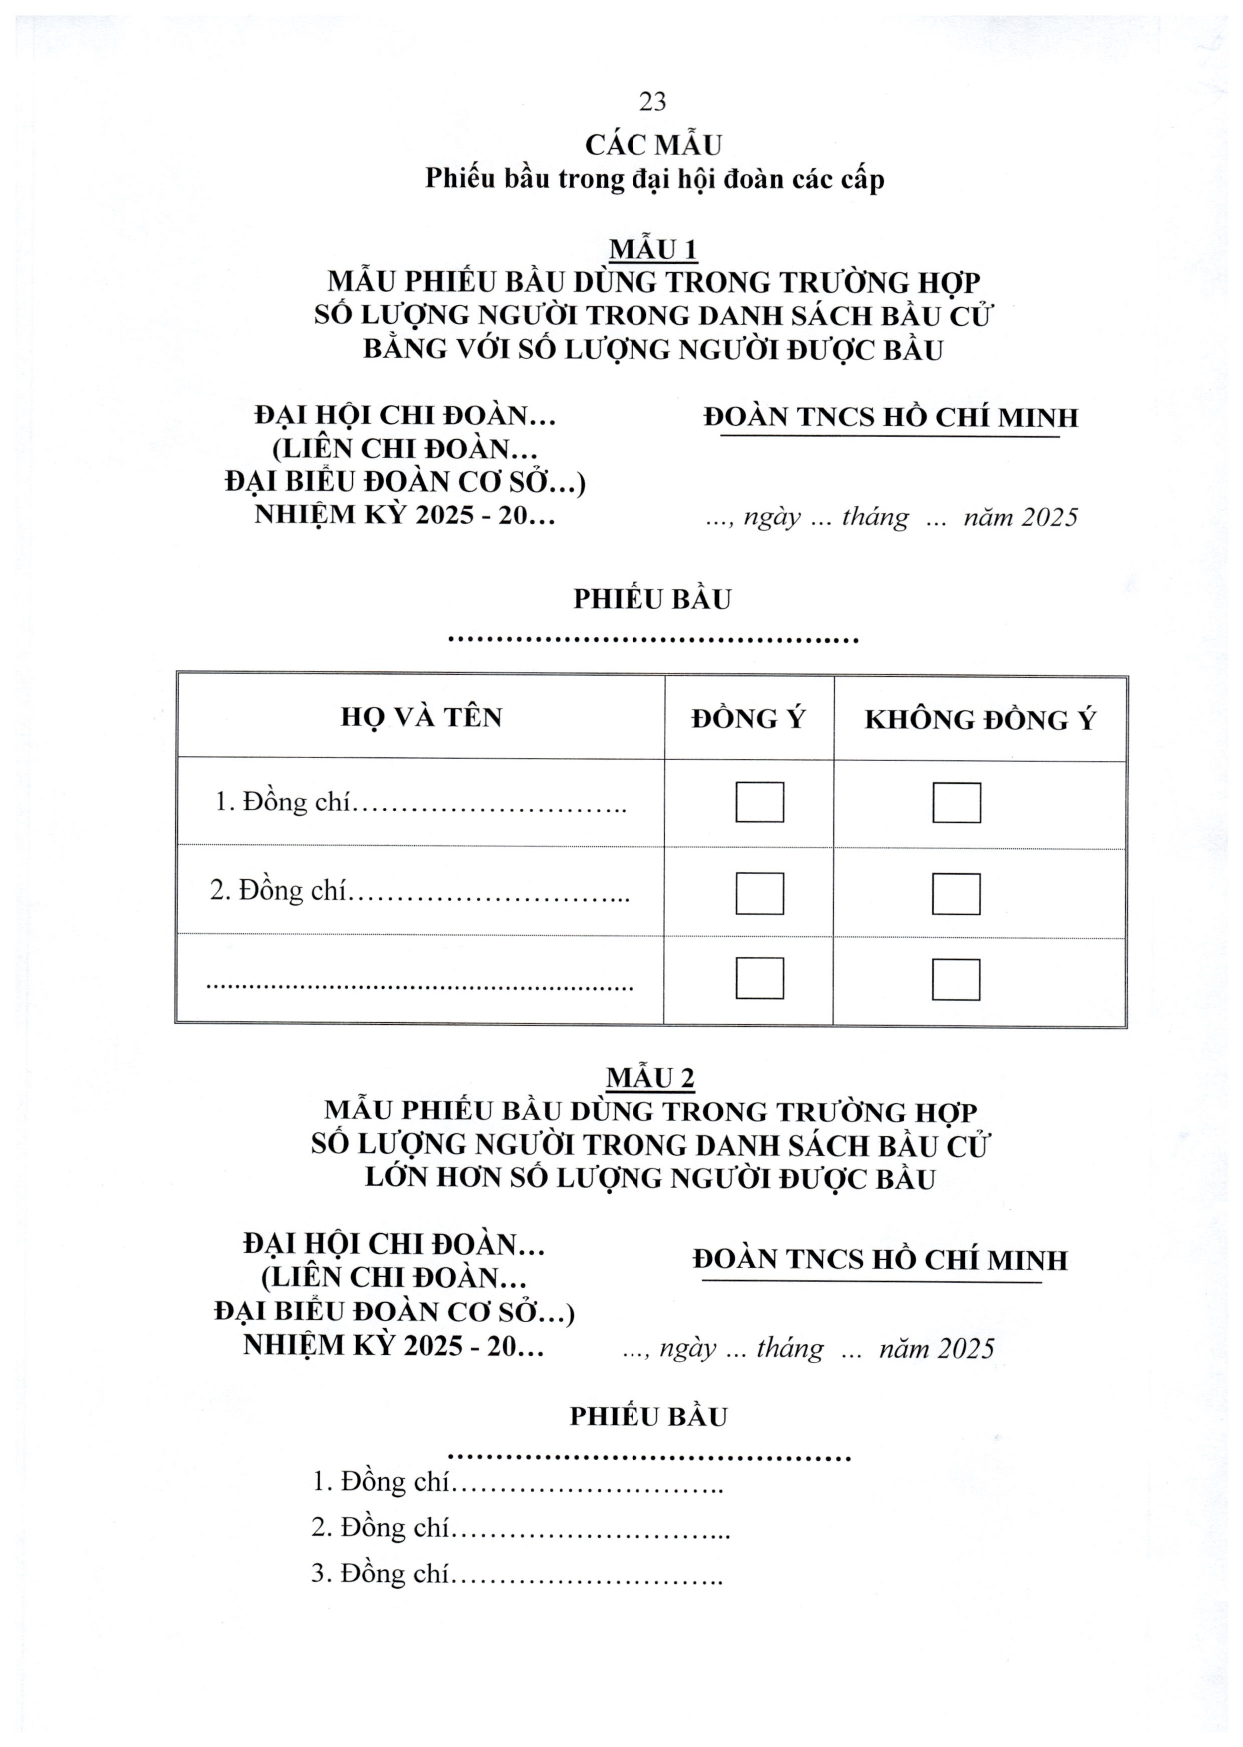 23
CÁC MẪU
Phiếu bầu trong đại hội đoàn các cấp
MẪU 1
MẪU PHIẾU BẦU DÙNG TRONG TRƯỜNG HỢP
SỐ LƯỢNG NGƯỜI TRONG DANH SÁCH BẦU CỬ
BẰNG VỚI SỐ LƯỢNG NGƯỜI ĐƯỢC BẦU
ĐẠI HỘI CHI ĐOÀN…
(LIÊN CHI ĐOÀN…
ĐẠI BIỂU ĐOÀN CƠ SỞ…)
NHIỆM KỲ 2025 - 20…
ĐOÀN TNCS HỒ CHÍ MINH
…, ngày … tháng … năm 2025
PHIẾU BẦU
……………………………………
HỌ VÀ TÊN ĐỒNG Ý KHÔNG ĐỒNG Ý
1. Đồng chí………………………..
2. Đồng chí………………………...
..........................................................
MẪU 2
MẪU PHIẾU BẦU DÙNG TRONG TRƯỜNG HỢP
SỐ LƯỢNG NGƯỜI TRONG DANH SÁCH BẦU CỬ
LỚN HƠN SỐ LƯỢNG NGƯỜI ĐƯỢC BẦU
ĐẠI HỘI CHI ĐOÀN…
(LIÊN CHI ĐOÀN…
ĐẠI BIỂU ĐOÀN CƠ SỞ…)
NHIỆM KỲ 2025 - 20…
ĐOÀN TNCS HỒ CHÍ MINH
…, ngày … tháng … năm 2025
PHIẾU BẦU
……………………………………
1. Đồng chí………………………..
2. Đồng chí………………………...
3. Đồng chí………………………..